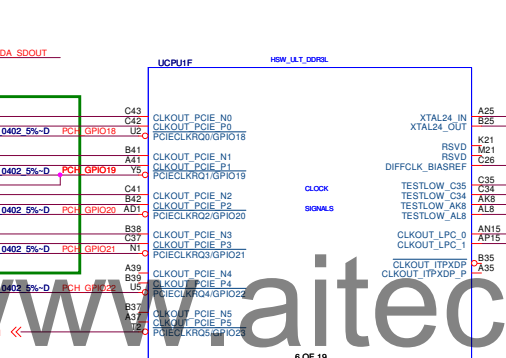 DA_SDOUT
UCPU1F
HSW_ULT_DDR3L
C43 CLKOUT_PCIE_N0 XTAL24_IN A25
C42 CLKOUT_PCIE_P0 XTAL24_OUT B25
0402_5%~D PCH_GPIO18 U2 PCIECLKRQ0/GPIO18
RSVD K21
B41 CLKOUT_PCIE_N1 RSVD M21
A41 CLKOUT_PCIE_P1 DIFFCLK_BIASREF C26
0402_5%~D PCH_GPIO19 Y5 PCIECLKRQ1/GPIO19
CLOCK
TESTLOW_C35 C35
C41 CLKOUT_PCIE_N2 TESTLOW_C34 C34
B42 CLKOUT_PCIE_P2 SIGNALS TESTLOW_AK8 AK8
0402_5%~D PCH_GPIO20 AD1 PCIECLKRQ2/GPIO20 TESTLOW_AL8 AL8
B38 CLKOUT_PCIE_N3 CLKOUT_LPC_0 AN15
C37 CLKOUT_PCIE_P3 CLKOUT_LPC_1 AP15
0402_5%~D PCH_GPIO21 N1 PCIECLKRQ3/GPIO21
CLKOUT_ITPXDP B35
A39 CLKOUT_PCIE_N4 CLKOUT_ITPXDP_P A35
B39 CLKOUT_PCIE_P4
0402_5%~D PCH_GPIO22 U5 PCIECLKRQ4/GPIO22
B37 CLKOUT_PCIE_N5
A37 CLKOUT_PCIE_P5
T2 PCIECLKRQ5/GPIO23
www.aitec
6 OF 19